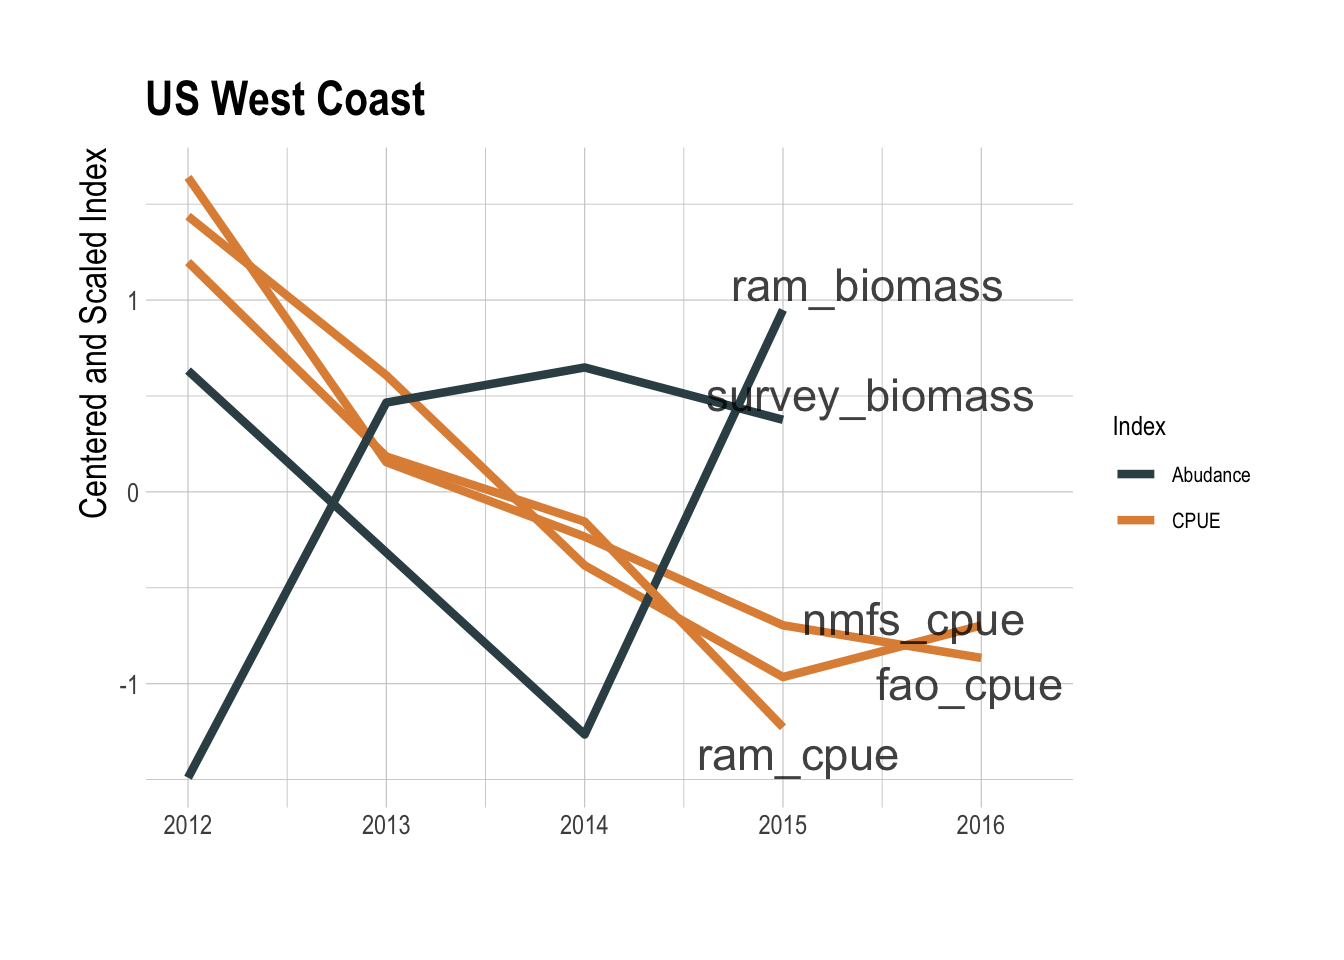 US West Coast
Centered and Scaled Index
1
0
-1
ram_biomass
survey_biomass
nmfs_cpue
fao_cpue
ram_cpue
2012
2013
2014
2015
2016
Index
Abudance
CPUE